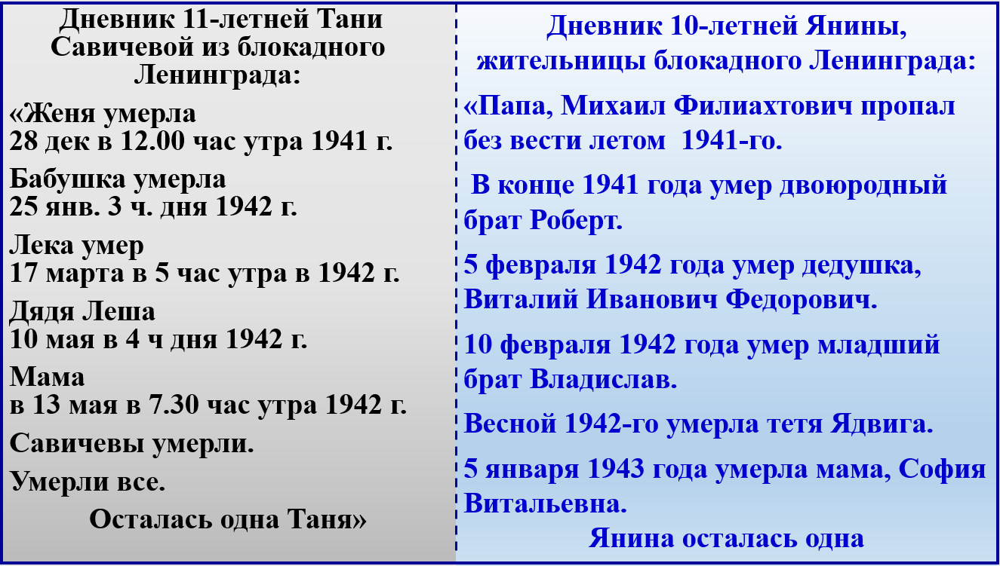 Дневник 11-летней Тани
Савичевой из блокадного
Ленинграда:
«Женя умерла
28 дек в 12.00 час утра 1941 г.
Бабушка умерла
25 янв. 3 ч. дня 1942 г.
Лека умер
17 марта в 5 час утра в 1942 г.
Дядя Леша
10 мая в 4 ч дня 1942 г.
Мама
в 13 мая в 7.30 час утра 1942 г.
Савичевы умерли.
Умерли все.
Осталась одна Таня»
Дневник 10-летней Янины,
жительницы блокадного Ленинграда:
«Папа, Михаил Филиахтович пропал
без вести летом 1941-го.
В конце 1941 года умер двоюродный
брат Роберт.
5 февраля 1942 года умер дедушка,
Виталий Иванович Федорович.
10 февраля 1942 года умер младший
брат Владислав.
Весной 1942-го умерла тетя Ядвига.
5 января 1943 года умерла мама, София
Витальевна.
Янина осталась одна